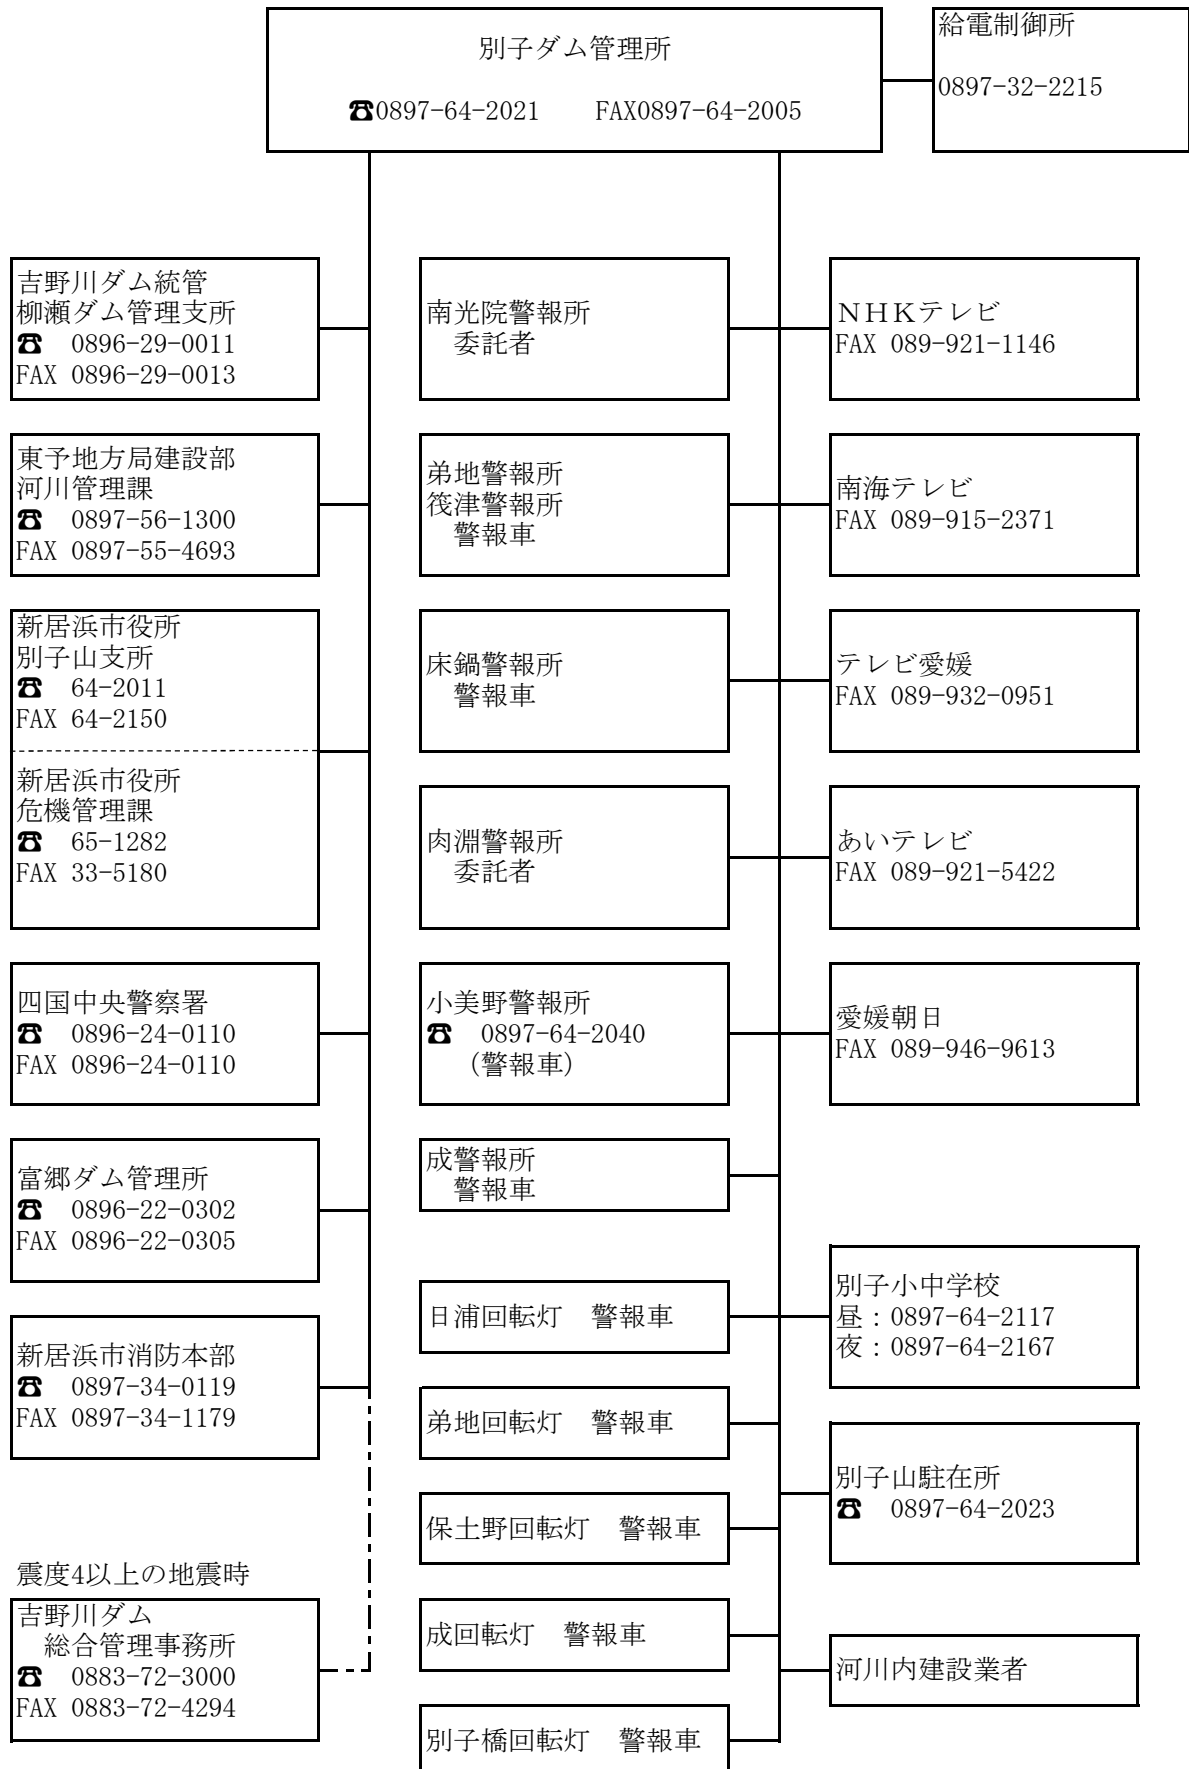 別子ダム管理所
☎0897-64-2021　　FAX0897-64-2005
給電制御所
0897-32-2215
吉野川ダム統管
柳瀬ダム管理支所
☎　0896-29-0011
FAX 0896-29-0013
東予地方局建設部
河川管理課
☎　0897-56-1300
FAX 0897-55-4693
新居浜市役所
別子山支所
☎　64-2011
FAX 64-2150
新居浜市役所
危機管理課
☎　65-1282
FAX 33-5180
四国中央警察署
☎　0896-24-0110
FAX 0896-24-0110
富郷ダム管理所
☎　0896-22-0302
FAX 0896-22-0305
新居浜市消防本部
☎　0897-34-0119
FAX 0897-34-1179
震度4以上の地震時
吉野川ダム
　総合管理事務所
☎　0883-72-3000
FAX 0883-72-4294
南光院警報所
　委託者
弟地警報所
筏津警報所
　警報車
床鍋警報所
　警報車
肉淵警報所
　委託者
小美野警報所
☎　0897-64-2040
　（警報車）
成警報所
　警報車
日浦回転灯　警報車
弟地回転灯　警報車
保土野回転灯　警報車
成回転灯　警報車
別子橋回転灯　警報車
ＮＨＫテレビ
FAX 089-921-1146
南海テレビ
FAX 089-915-2371
テレビ愛媛
FAX 089-932-0951
あいテレビ
FAX 089-921-5422
愛媛朝日
FAX 089-946-9613
別子小中学校
昼：0897-64-2117
夜：0897-64-2167
別子山駐在所
☎　0897-64-2023
河川内建設業者